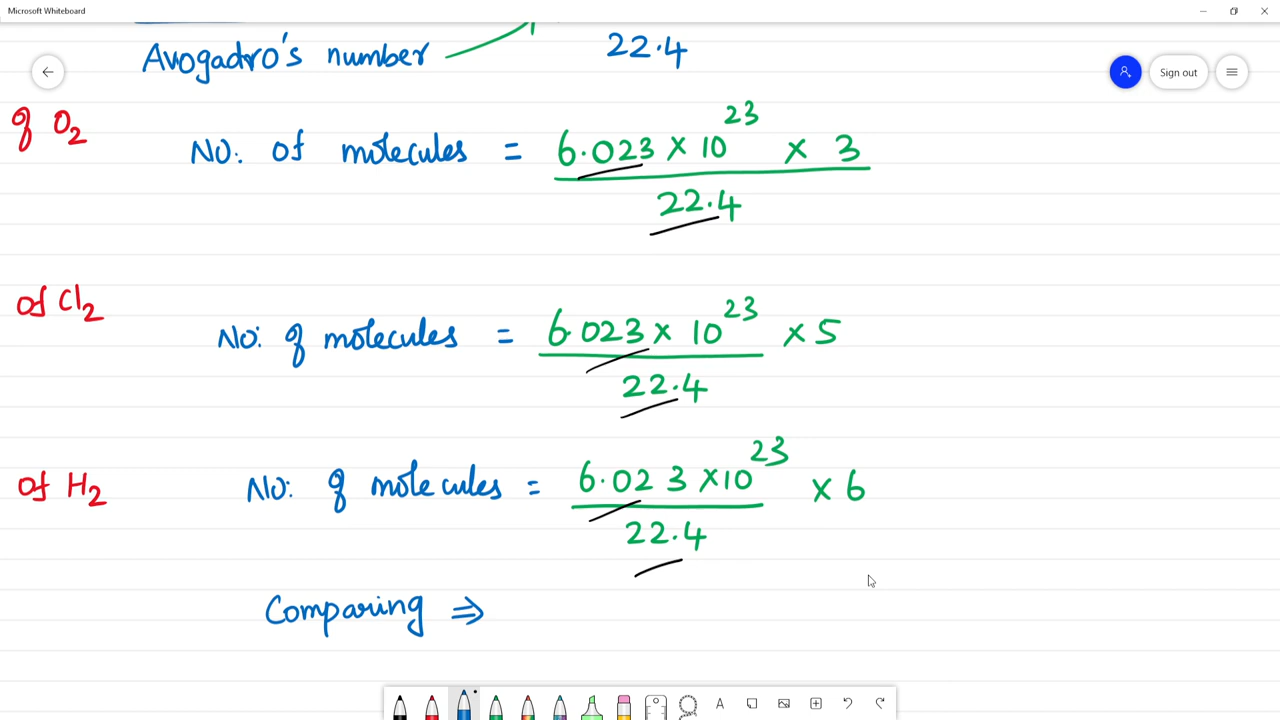 Microsoft Whiteboard
Avogadro's number
22.4
Sign out
of O2
No: of molecules = 6.023 × 10^23 × 3
22.4
of Cl2
No: of molecules = 6.023 × 10^23 × 5
22.4
of H2
No: of molecules = 6.023 × 10^23 × 6
22.4
Comparing ⇒
A